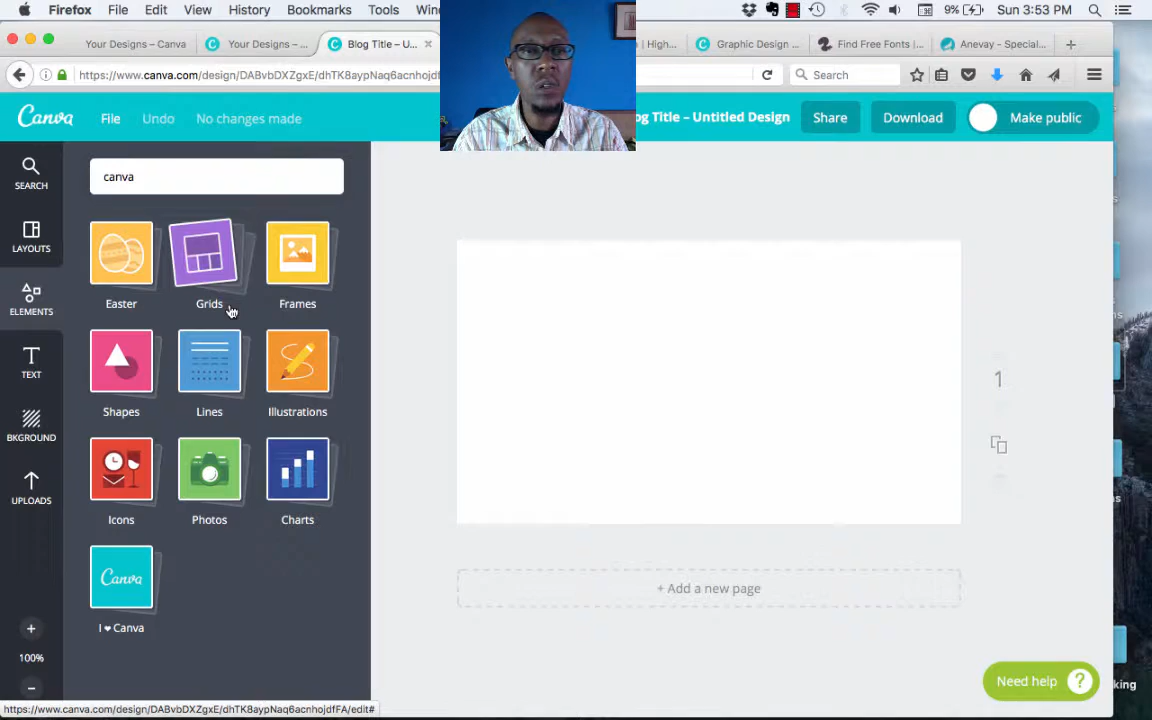 Firefox File Edit View History Bookmarks Tools Win
9% Sun 3:53 PM
Your Designs – Canva
Your Designs – ...
Blog Title – U...
| High...
Graphic Design ...
Find Free Fonts | ...
Anevay – Special...
https://www.canva.com/design/DABvbDXZgxE/dhTK8aypNaq6acnhojdf
Search
Canva
File
Undo
No changes made
og Title – Untitled Design
Share
Download
Make public
SEARCH
LAYOUTS
ELEMENTS
TEXT
BKGROUND
UPLOADS
100%
canva
Easter
Grids
Frames
Shapes
Lines
Illustrations
Icons
Photos
Charts
Canva
I ❤ Canva
1
+ Add a new page
Need help ?
king
https://www.canva.com/design/DABvbDXZgxE/dhTK8aypNaq6acnhojdfFA/edit#